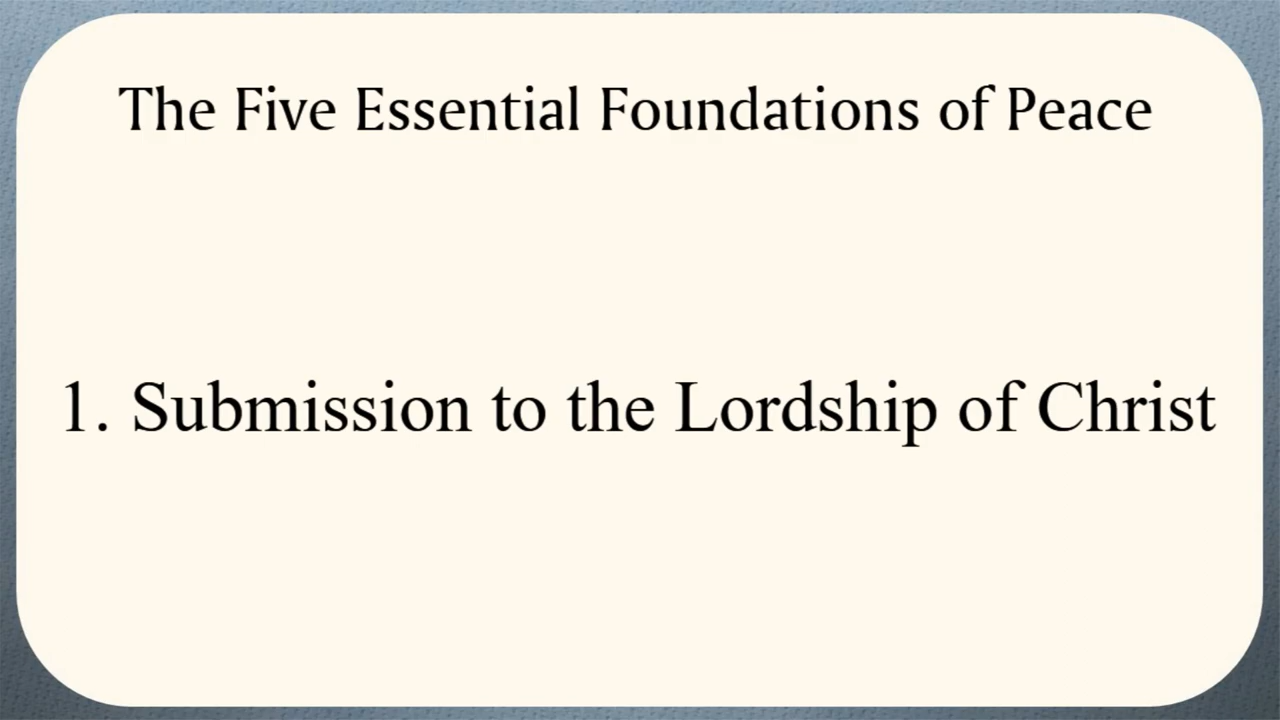 The Five Essential Foundations of Peace
1. Submission to the Lordship of Christ